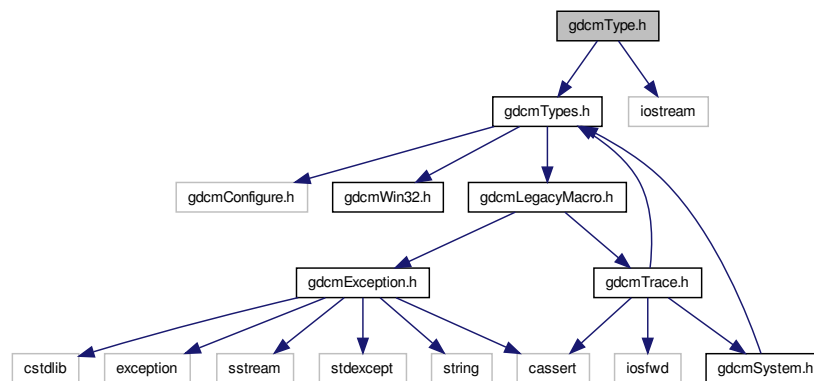 gdcmType.h
gdcmTypes.h
iostream
gdcmConfigure.h
gdcmWin32.h
gdcmLegacyMacro.h
gdcmException.h
gdcmTrace.h
cstdlib
exception
sstream
stdexcept
string
cassert
iosfwd
gdcmSystem.h